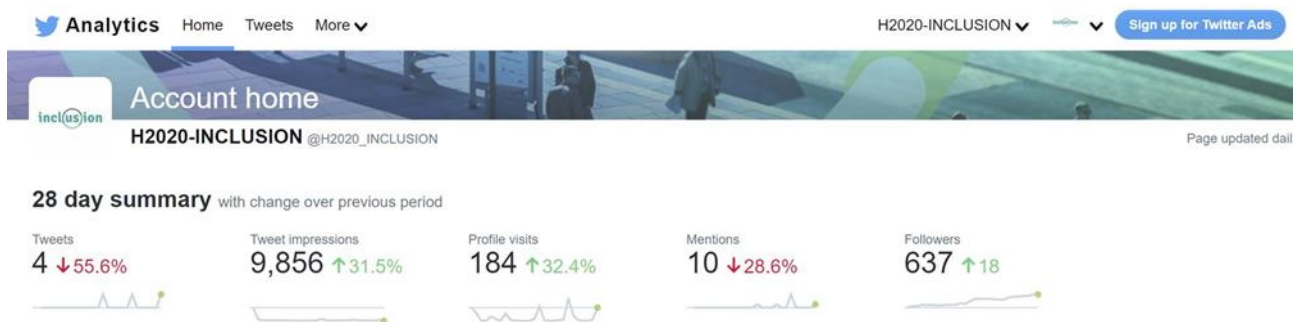 Analytics Home Tweets More H2020-INCLUSION Sign up for Twitter Ads
Account home
incl(us)ion
H2020-INCLUSION @H2020_INCLUSION Page updated dail
28 day summary with change over previous period
Tweets Tweet impressions Profile visits Mentions Followers
4 ↓55.6% 9,856 ↑31.5% 184 ↑32.4% 10 ↓28.6% 637 ↑18